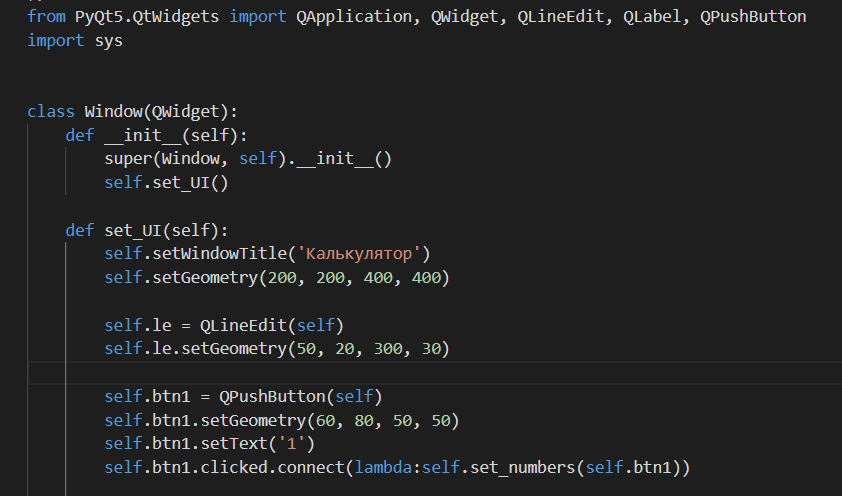 from PyQt5.QtWidgets import QApplication, QWidget, QLineEdit, QLabel, QPushButton
import sys
class Window(QWidget):
def __init__(self):
super(Window, self).__init__()
self.set_UI()
def set_UI(self):
self.setWindowTitle('Калькулятор')
self.setGeometry(200, 200, 400, 400)
self.le = QLineEdit(self)
self.le.setGeometry(50, 20, 300, 30)
self.btn1 = QPushButton(self)
self.btn1.setGeometry(60, 80, 50, 50)
self.btn1.setText('1')
self.btn1.clicked.connect(lambda:self.set_numbers(self.btn1))